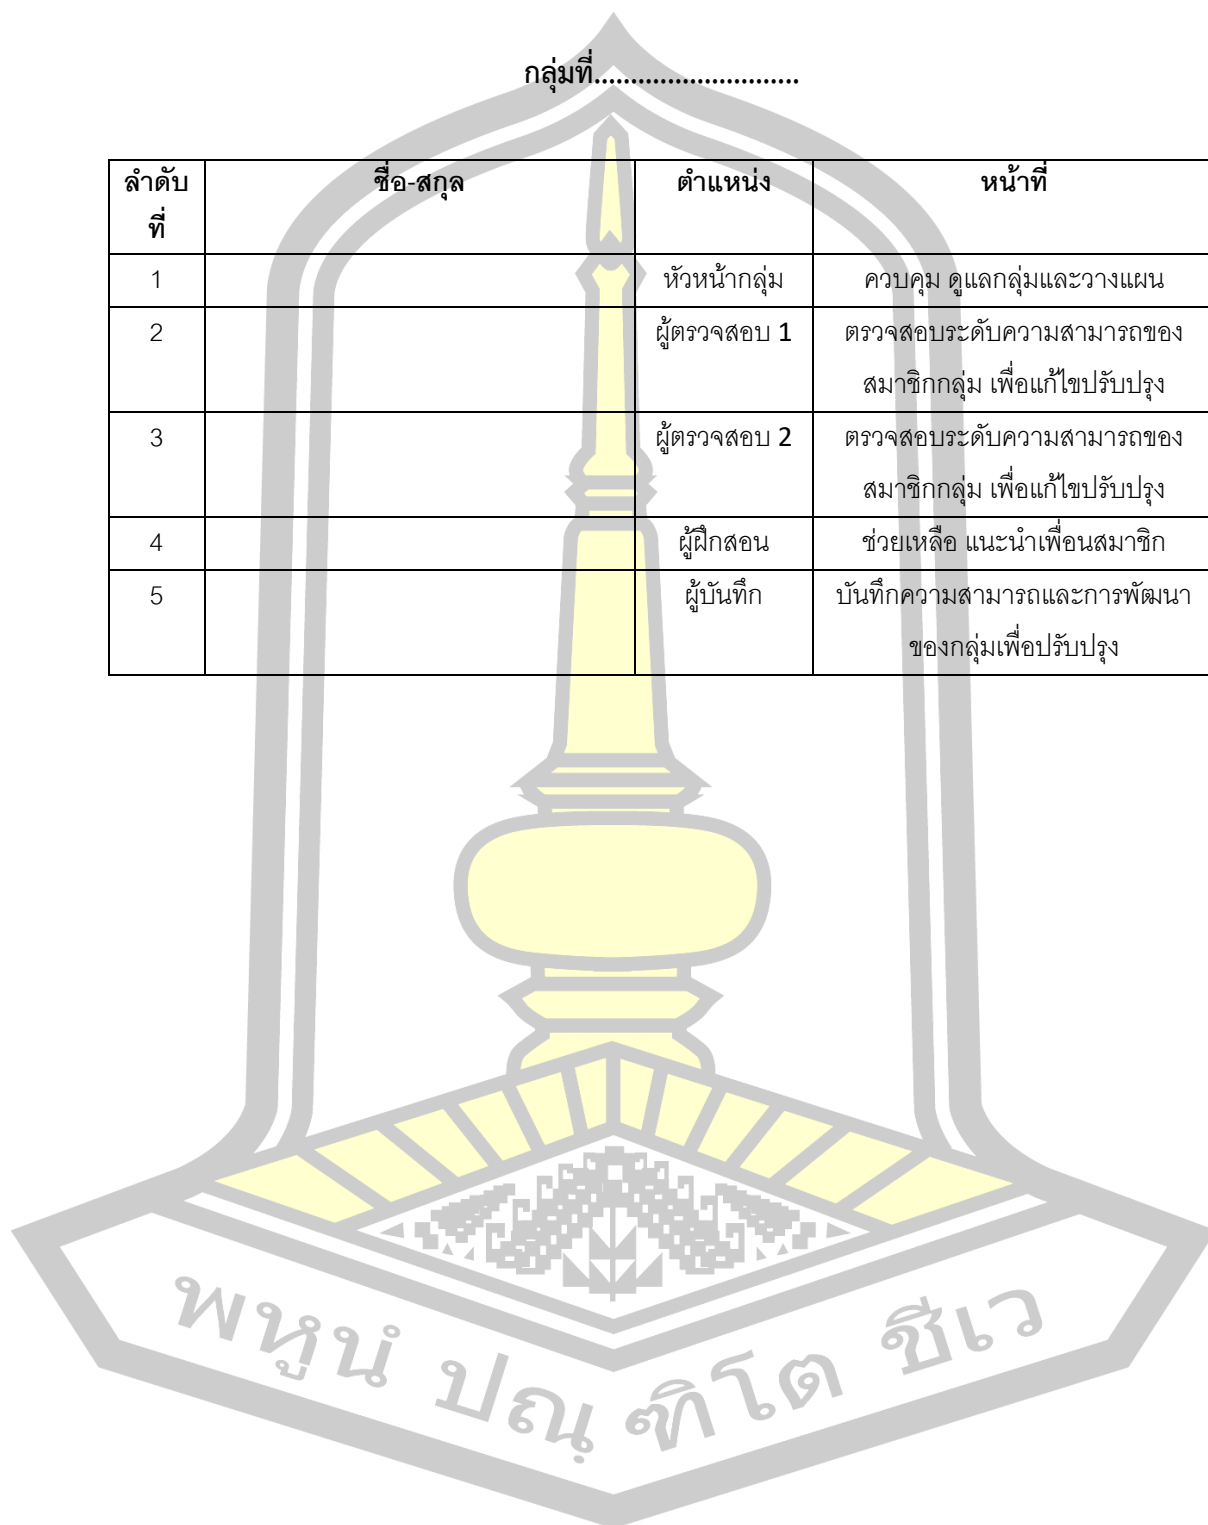 กลุ่มที่............................
ลำดับที่ ชื่อ-สกุล ตำแหน่ง หน้าที่
1 หัวหน้ากลุ่ม ควบคุม ดูแลกลุ่มและวางแผน
2 ผู้ตรวจสอบ 1 ตรวจสอบระดับความสามารถของ
สมาชิกกลุ่ม เพื่อแก้ไขปรับปรุง
3 ผู้ตรวจสอบ 2 ตรวจสอบระดับความสามารถของ
สมาชิกกลุ่ม เพื่อแก้ไขปรับปรุง
4 ผู้ฝึกสอน ช่วยเหลือ แนะนำเพื่อนสมาชิก
5 ผู้บันทึก บันทึกความสามารถและการพัฒนา
ของกลุ่มเพื่อปรับปรุง
พหูนํ ปณฺฑิโต ชีเว